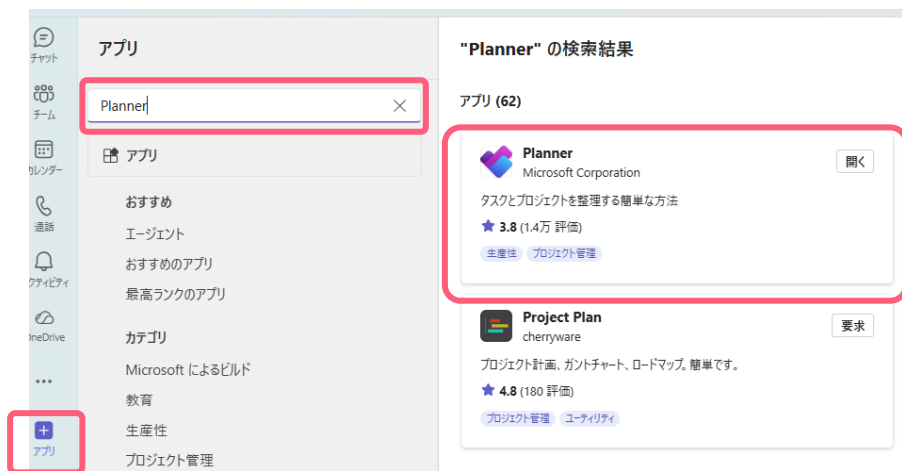 チャット
チーム
カレンダー
通話
クティビティ
OneDrive
アプリ
アプリ
Planner
アプリ
おすすめ
エージェント
おすすめのアプリ
最高ランクのアプリ
カテゴリ
Microsoft によるビルド
教育
生産性
プロジェクト管理
"Planner" の検索結果
アプリ (62)
Planner
開く
Microsoft Corporation
タスクとプロジェクトを整理する簡単な方法
3.8 (1.4万 評価)
生産性 プロジェクト管理
Project Plan
要求
cherryware
プロジェクト計画、ガントチャート、ロードマップ。簡単です。
4.8 (180 評価)
プロジェクト管理 ユーティリティ